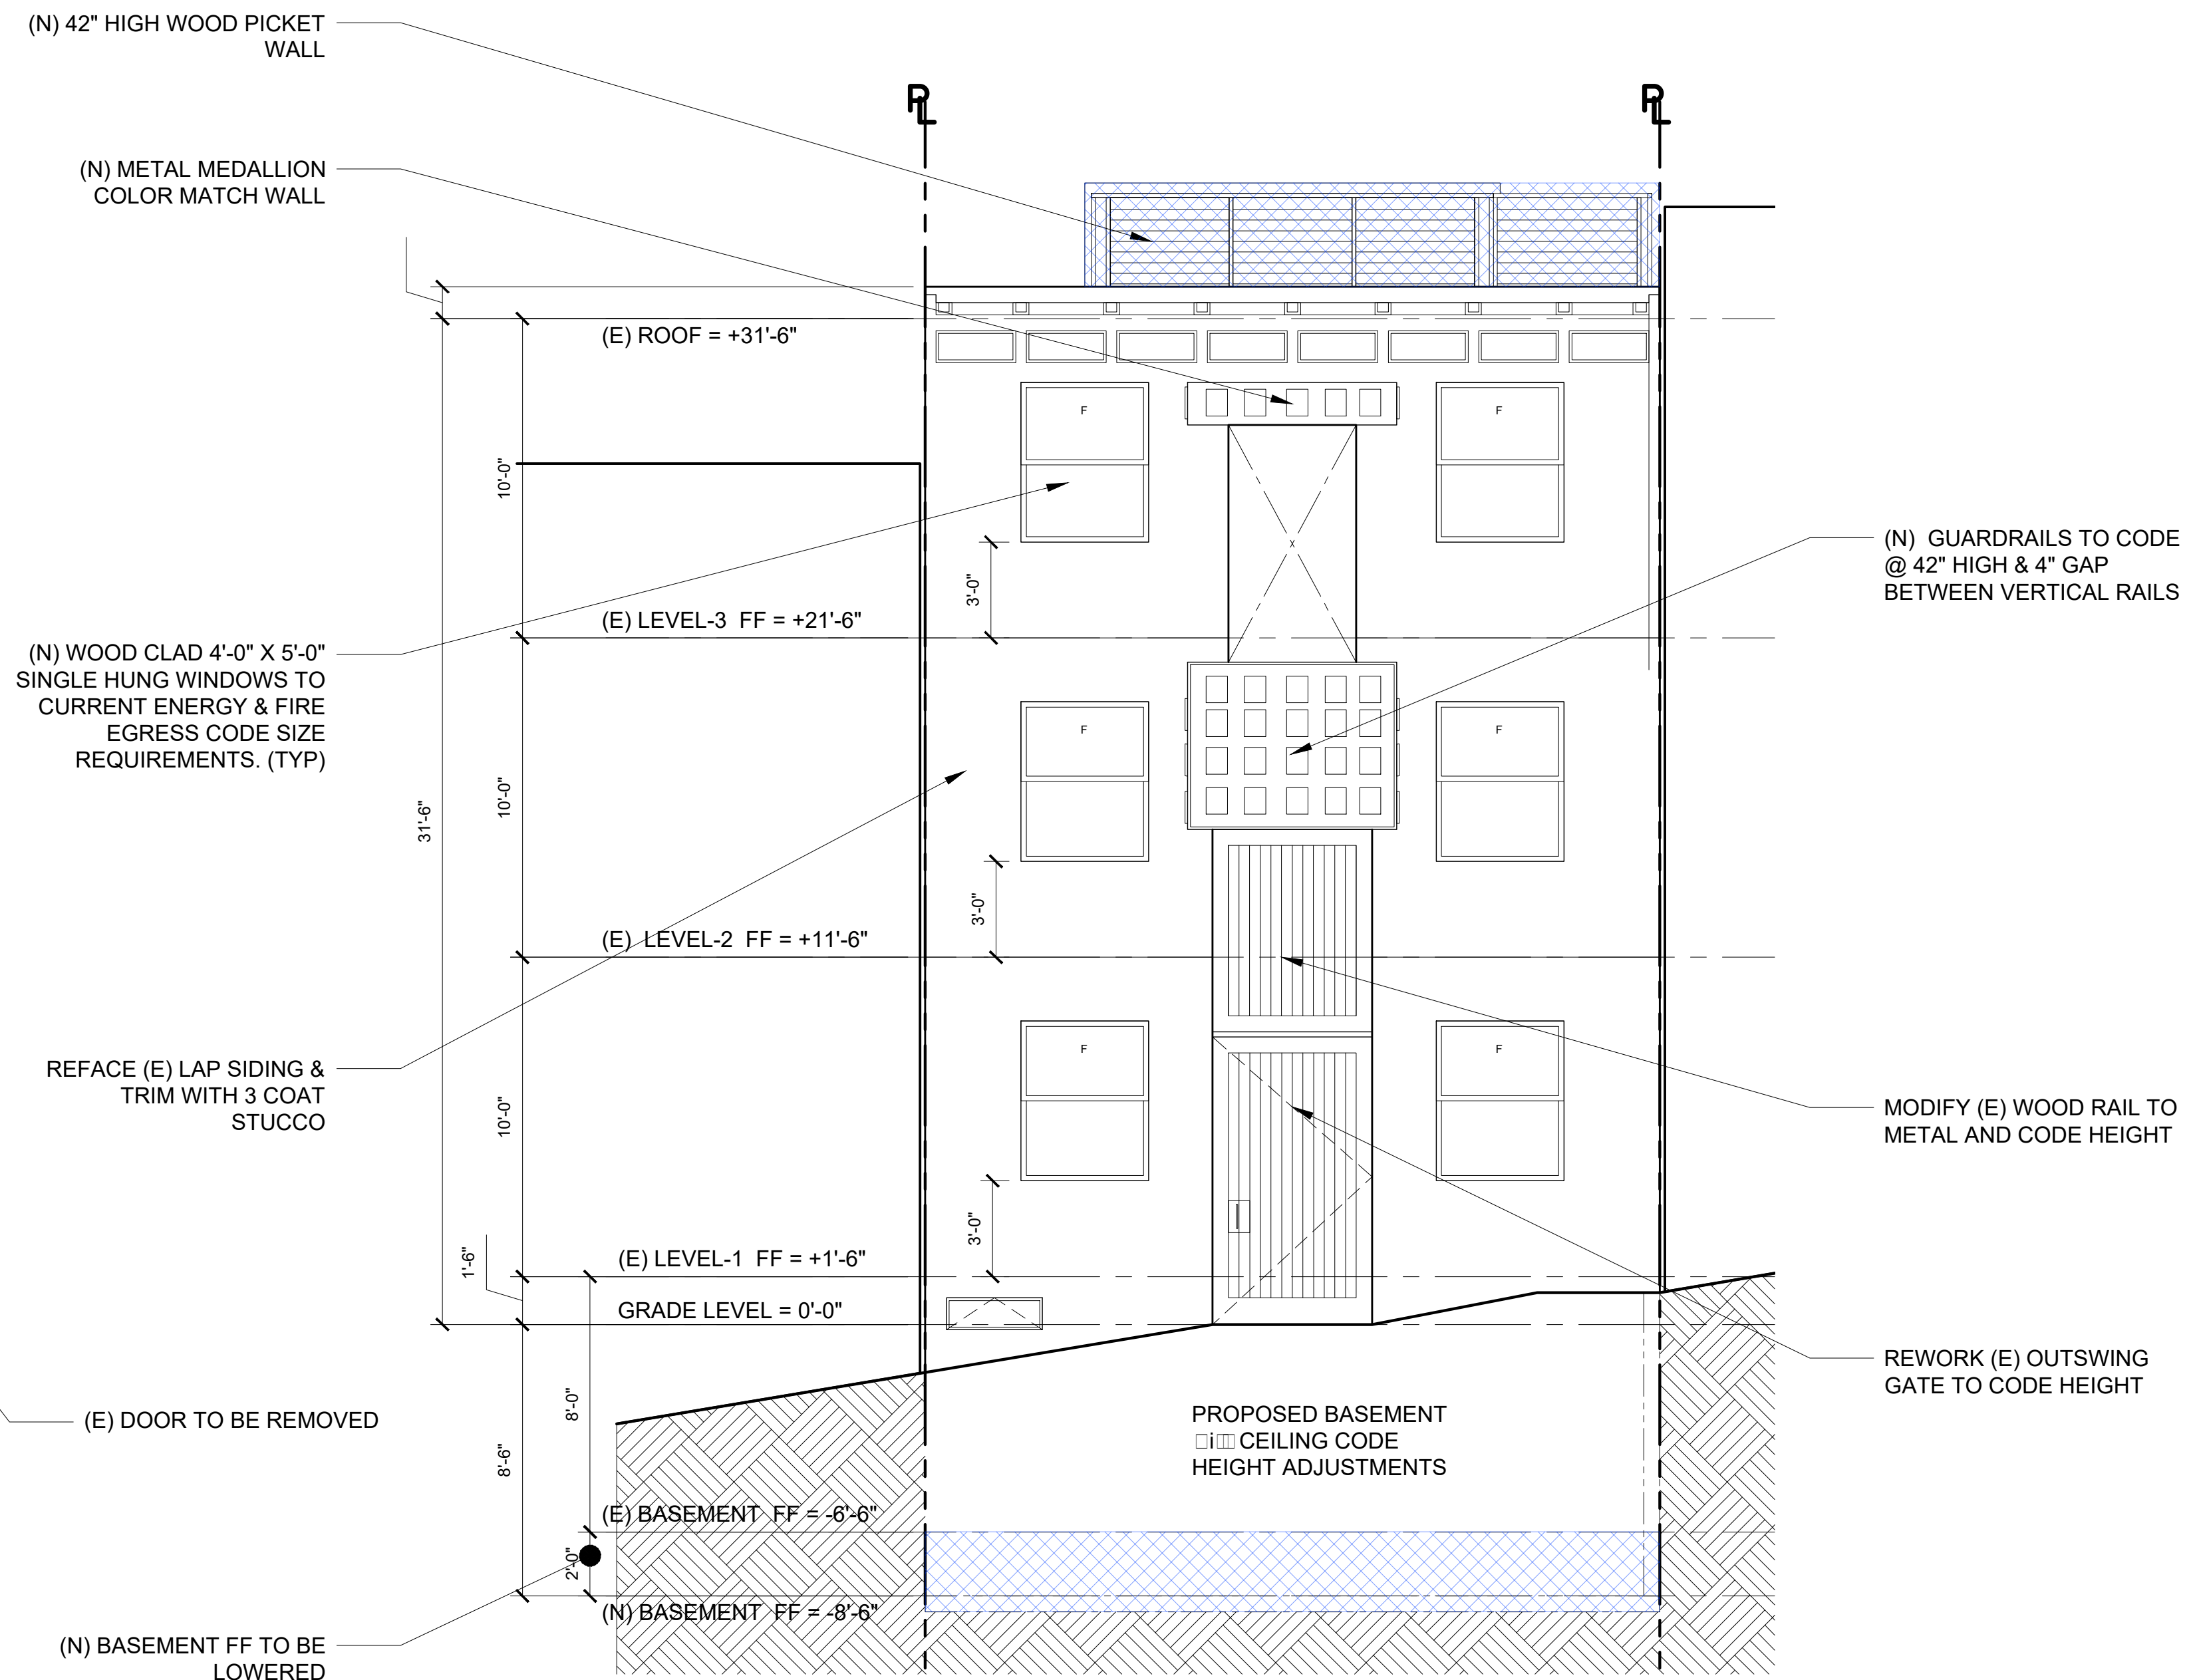 (N) 42" HIGH WOOD PICKET
WALL
PL
PL
(N) METAL MEDALLION
COLOR MATCH WALL
(E) ROOF = +31'-6"
F
F
10'-0"
X
(N) GUARDRAILS TO CODE
@ 42" HIGH & 4" GAP
BETWEEN VERTICAL RAILS
3'-0"
(E) LEVEL-3 FF = +21'-6"
(N) WOOD CLAD 4'-0" X 5'-0"
SINGLE HUNG WINDOWS TO
CURRENT ENERGY & FIRE
EGRESS CODE SIZE
REQUIREMENTS. (TYP)
F
F
31'-6"
10'-0"
3'-0"
(E) LEVEL-2 FF = +11'-6"
REFACE (E) LAP SIDING &
TRIM WITH 3 COAT
STUCCO
F
F
10'-0"
MODIFY (E) WOOD RAIL TO
METAL AND CODE HEIGHT
3'-0"
1'-6"
(E) LEVEL-1 FF = +1'-6"
GRADE LEVEL = 0'-0"
REWORK (E) OUTSWING
GATE TO CODE HEIGHT
(E) DOOR TO BE REMOVED
8'-0"
8'-6"
PROPOSED BASEMENT
CEILING CODE
HEIGHT ADJUSTMENTS
(E) BASEMENT FF = -6'-6"
2'-0"
(N) BASEMENT FF = -8'-6"
(N) BASEMENT FF TO BE
LOWERED